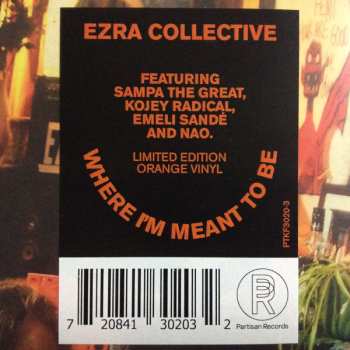 EZRA COLLECTIVE
FEATURING
SAMPA THE GREAT,
KOJEY RADICAL,
EMELI SANDÈ
AND NAO.
LIMITED EDITION
ORANGE VINYL
WHERE I'M MEANT TO BE
PTKF3020-3
7 20841 30203 2
Partisan Records